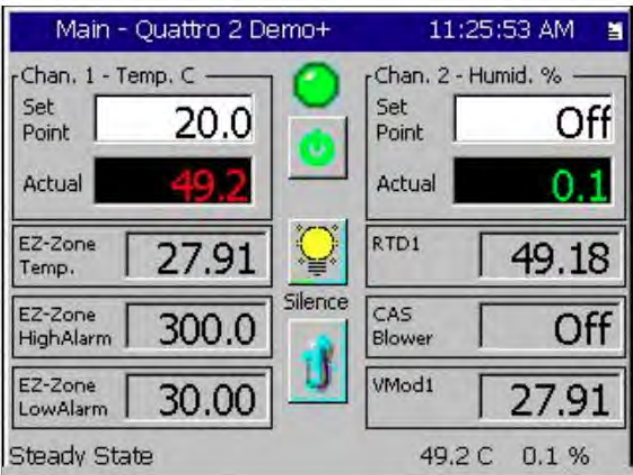 Main - Quattro 2 Demo+ 11:25:53 AM
Chan. 1 - Temp. C
Set
Point 20.0
Actual 49.2
EZ-Zone
Temp. 27.91
EZ-Zone
HighAlarm 300.0
EZ-Zone
LowAlarm 30.00
Silence
Chan. 2 - Humid. %
Set
Point Off
Actual 0.1
RTD1 49.18
CAS
Blower Off
VMod1 27.91
Steady State 49.2 C 0.1 %